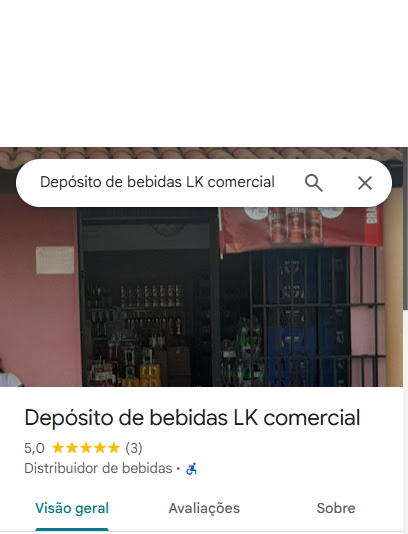 Depósito de bebidas LK comercial
BRA
Depósito de bebidas LK comercial
5,0 (3)
Distribuidor de bebidas ·
Visão geral Avaliações Sobre